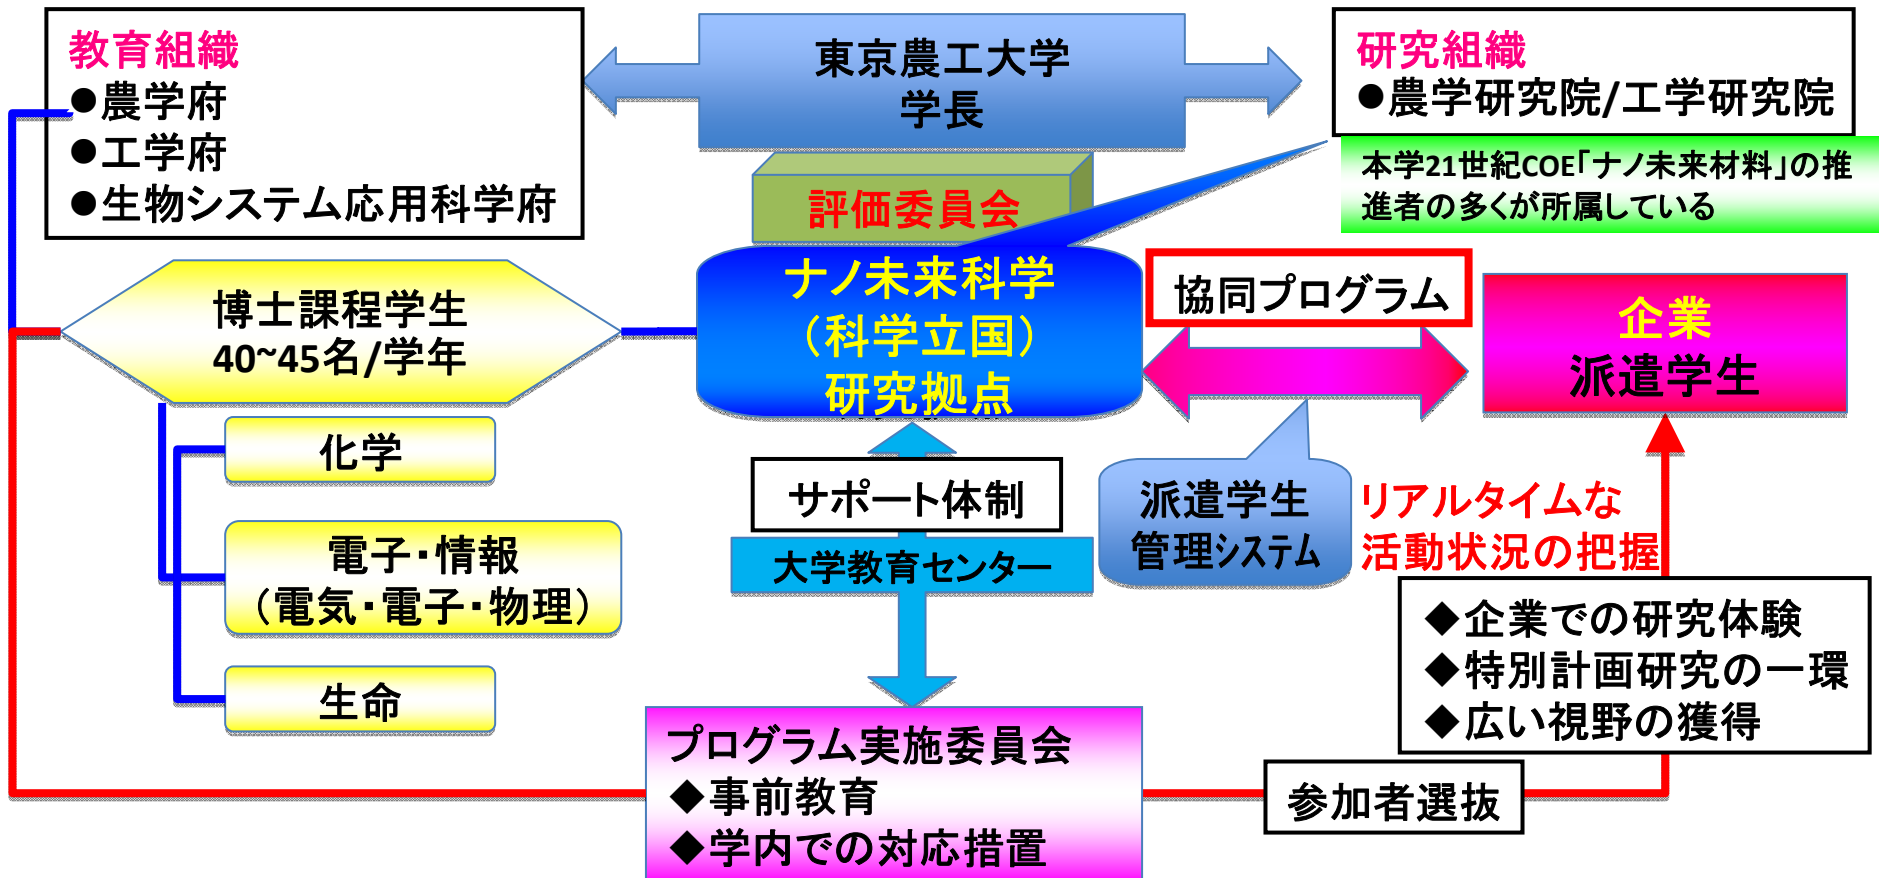 教育組織
●農学府
●工学府
●生物システム応用科学府
東京農工大学
学長
研究組織
●農学研究院/工学研究院
本学21世紀COE｢ナノ未来材料｣の推
進者の多くが所属している
評価委員会
ナノ未来科学
（科学立国）
研究拠点
協同プログラム
企業
派遣学生
博士課程学生
40~45名/学年
化学
電子・情報
（電気・電子・物理）
生命
サポート体制
大学教育センター
派遣学生
管理システム
リアルタイムな
活動状況の把握
◆企業での研究体験
◆特別計画研究の一環
◆広い視野の獲得
プログラム実施委員会
◆事前教育
◆学内での対応措置
参加者選抜